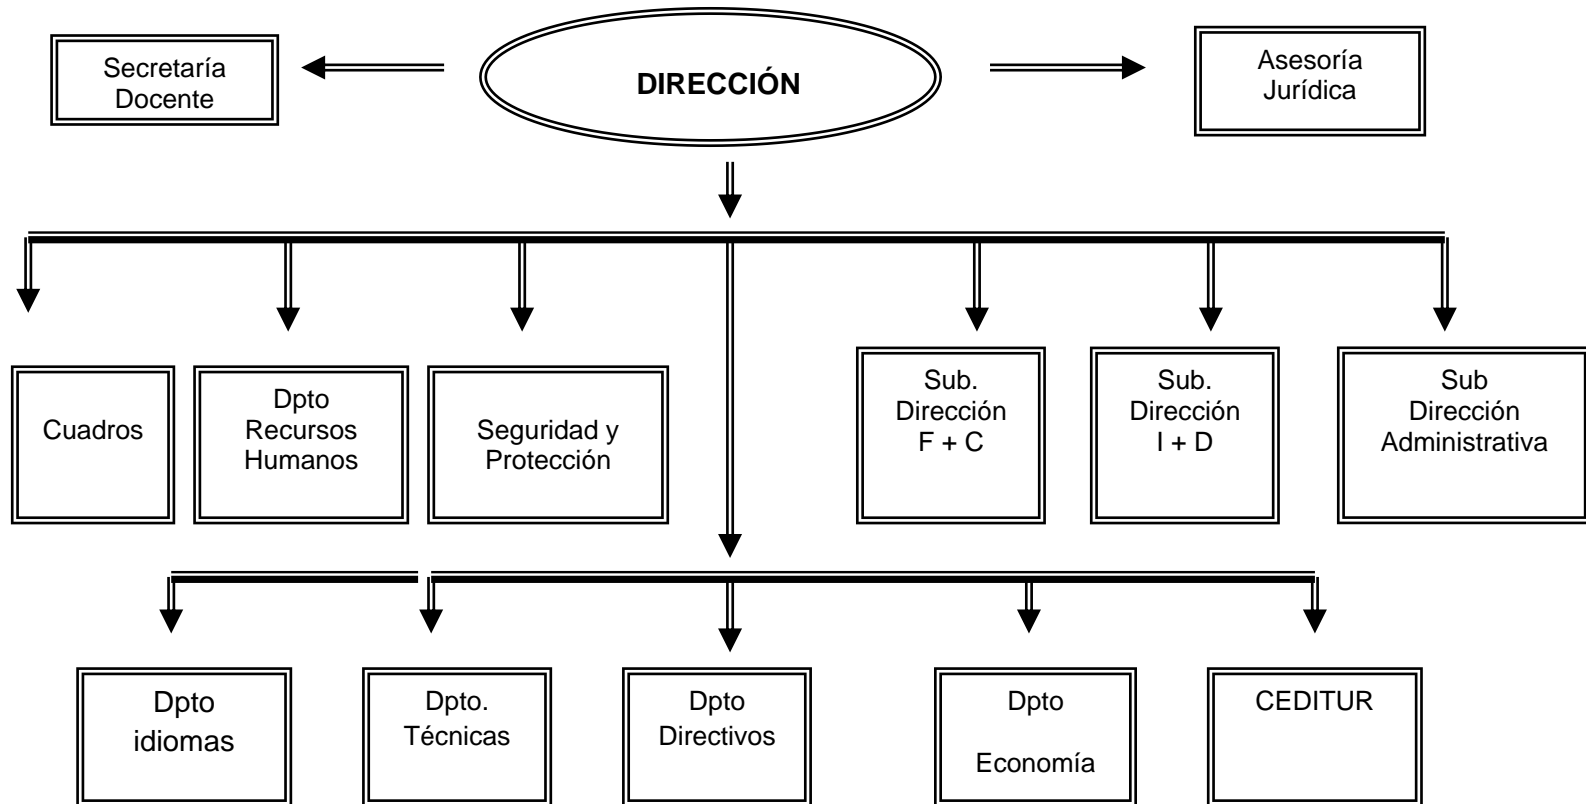 Secretaría
Docente
DIRECCIÓN
Asesoría
Jurídica
Cuadros
Dpto
Recursos
Humanos
Seguridad y
Protección
Sub.
Dirección
F + C
Sub.
Dirección
I + D
Sub
Dirección
Administrativa
Dpto
idiomas
Dpto.
Técnicas
Dpto
Directivos
Dpto
Economía
CEDITUR